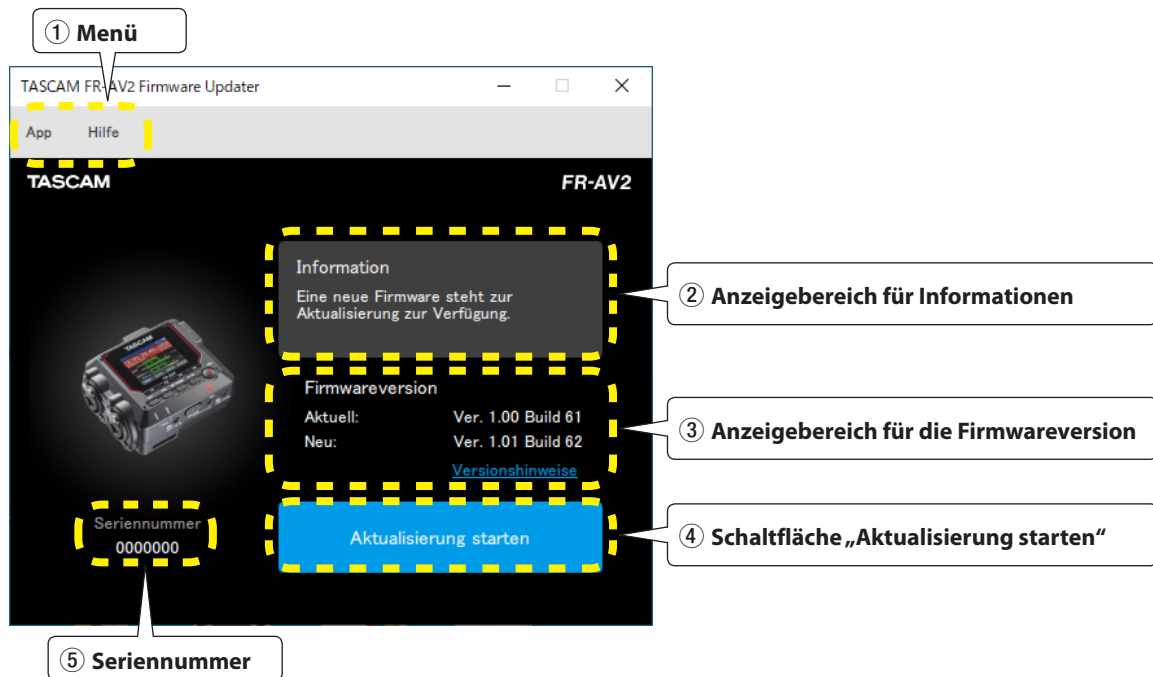 ① Menü
TASCAM FR-AV2 Firmware Updater
App Hilfe
TASCAM FR-AV2
Information
Eine neue Firmware steht zur
Aktualisierung zur Verfügung.
② Anzeigebereich für Informationen
Firmwareversion
Aktuell: Ver. 1.00 Build 61
Neu: Ver. 1.01 Build 62
Versionshinweise
③ Anzeigebereich für die Firmwareversion
Seriennummer
0000000
Aktualisierung starten
④ Schaltfläche „Aktualisierung starten“
⑤ Seriennummer